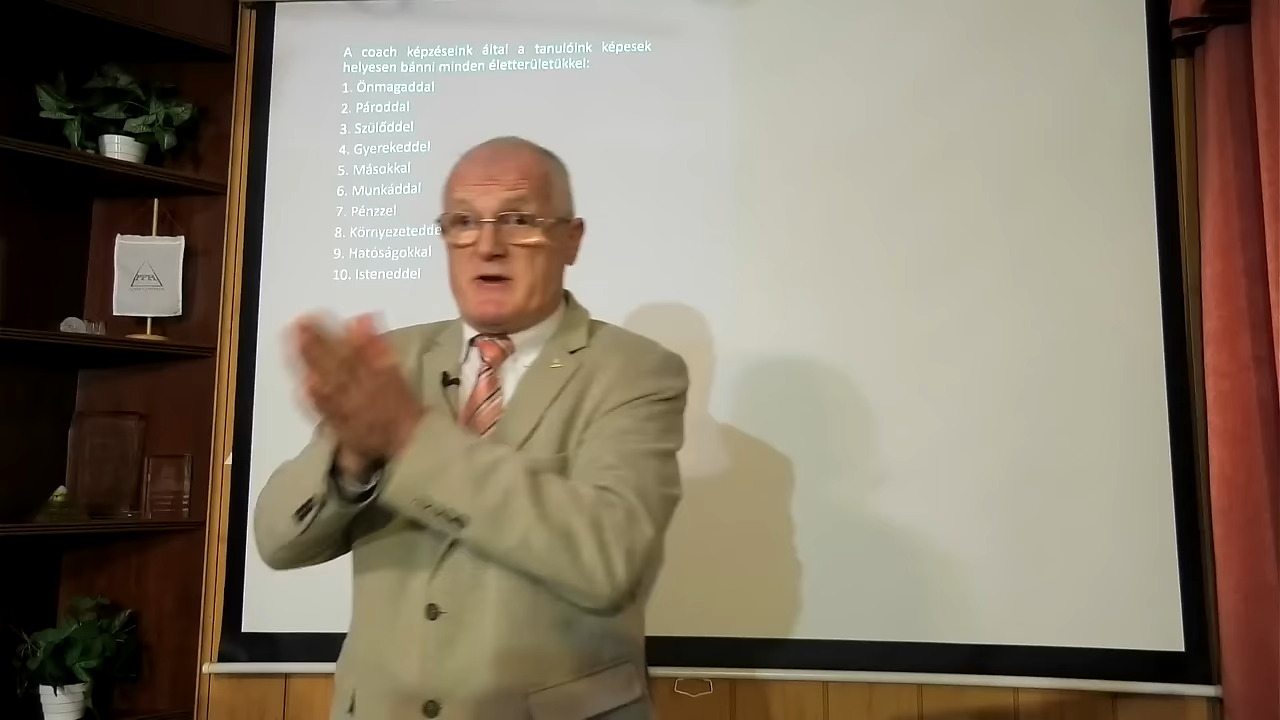 A coach képzéseink által a tanulóink képesek
helyesen bánni minden életterületükkel:
1. Önmagaddal
2. Pároddal
3. Szülőddel
4. Gyerekeddel
5. Másokkal
6. Munkáddal
7. Pénzzel
8. Környezetedde
9. Hatóságokkal
10. Isteneddel